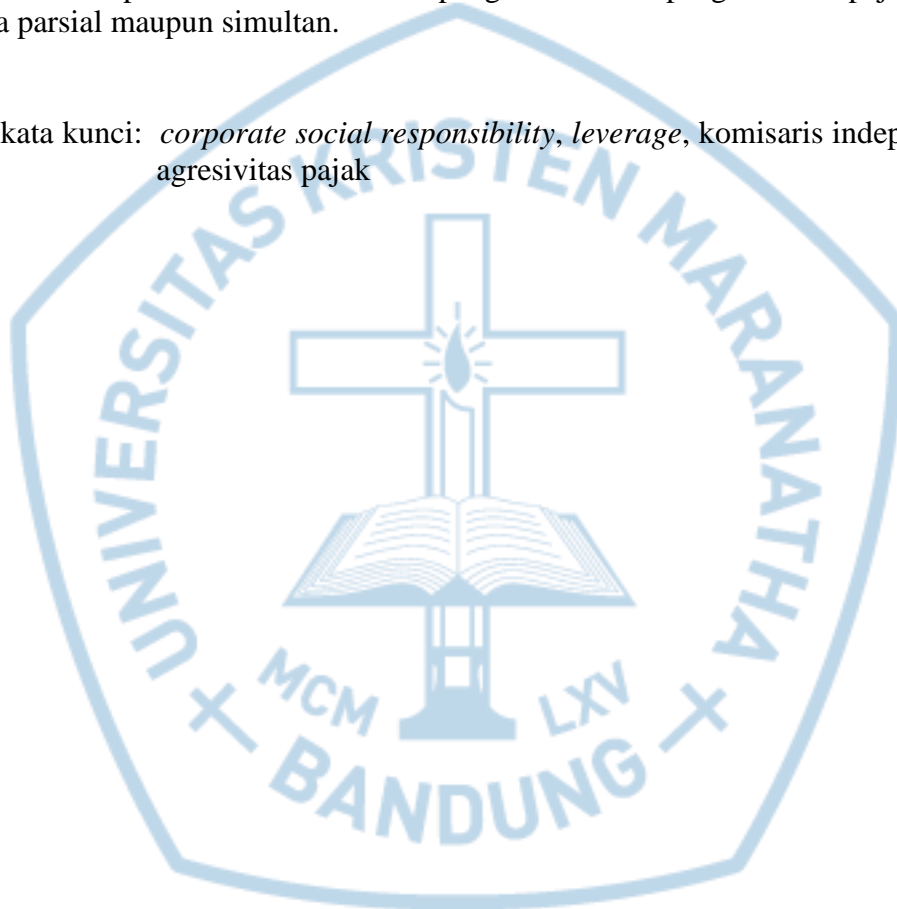 a parsial maupun simultan.
kata kunci: corporate social responsibility, leverage, komisaris indep
agresivitas pajak
UNIVERSITAS KRISTEN MARANATHA
MCM LXV
BANDUNG